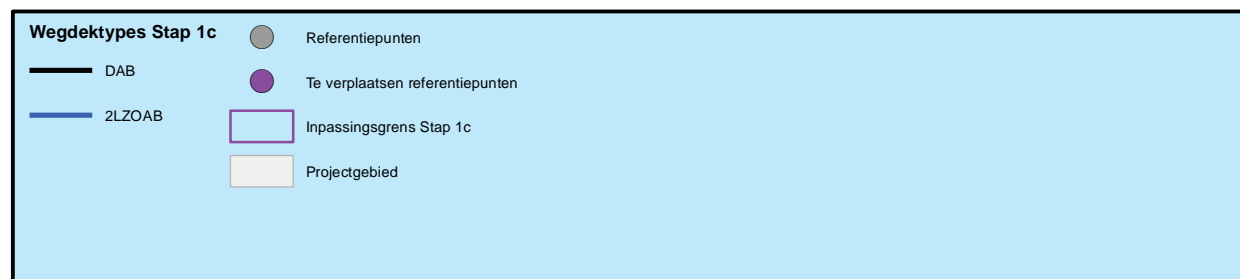 Wegdektypes Stap 1c
DAB
2LZOAB
Referentiepunten
Te verplaatsen referentiepunten
Inpassingsgrens Stap 1c
Projectgebied